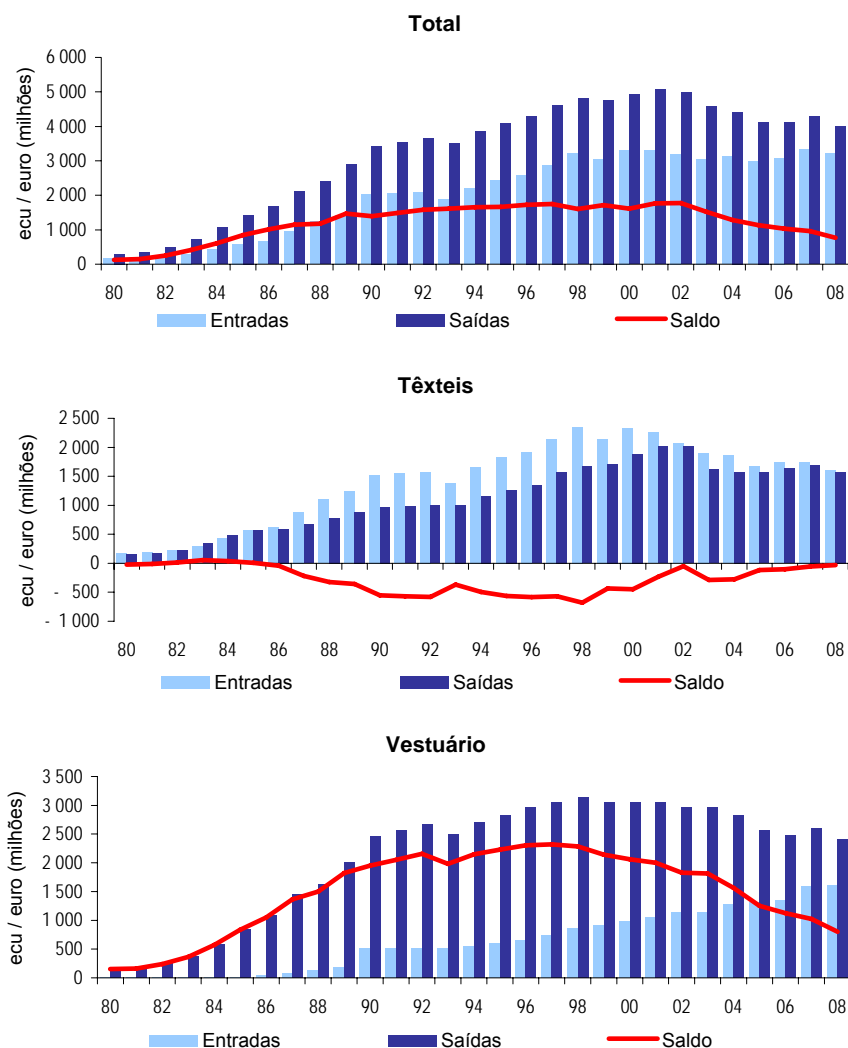 Total
ecu / euro (milhões)
6 000
5 000
4 000
3 000
2 000
1 000
0
80 82 84 86 88 90 92 94 96 98 00 02 04 06 08
Entradas Saídas Saldo
Têxteis
ecu / euro (milhões)
2 500
2 000
1 500
1 000
500
0
- 500
- 1 000
80 82 84 86 88 90 92 94 96 98 00 02 04 06 08
Entradas Saídas Saldo
Vestuário
ecu / euro (milhões)
3 500
3 000
2 500
2 000
1 500
1 000
500
0
80 82 84 86 88 90 92 94 96 98 00 02 04 06 08
Entradas Saídas Saldo